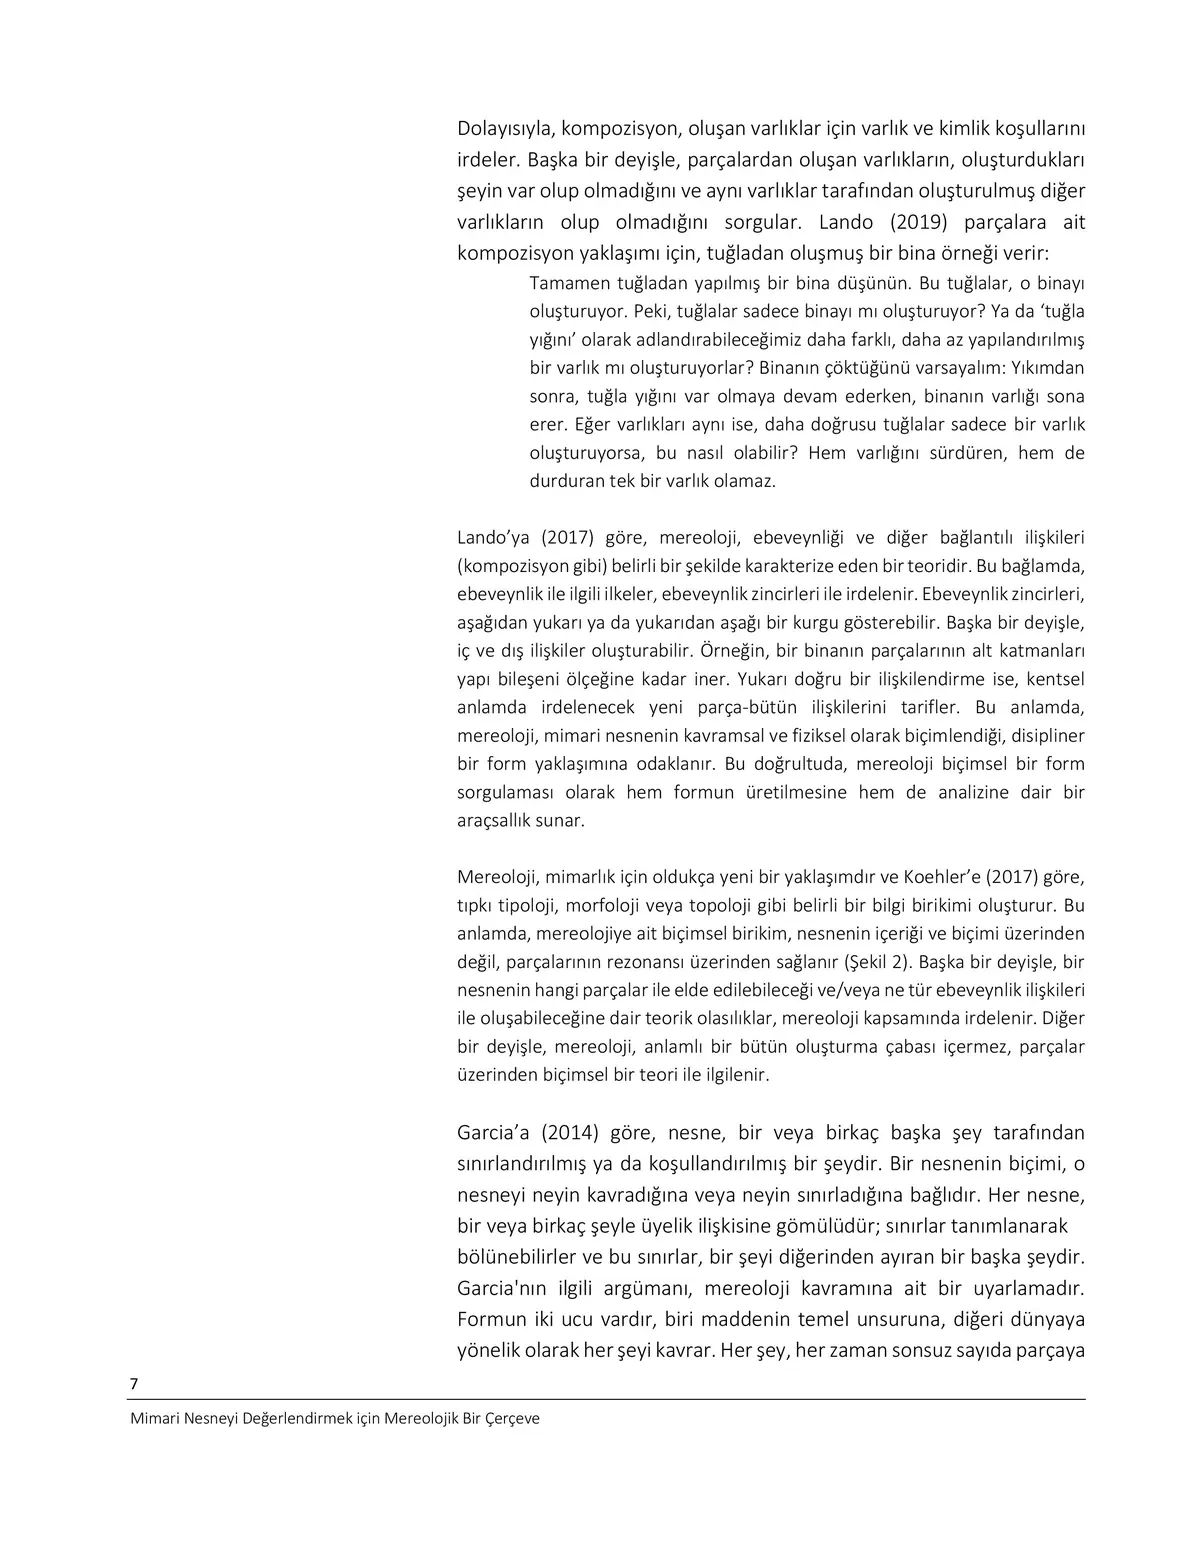 Dolayısıyla, kompozisyon, oluşan varlıklar için varlık ve kimlik koşullarını
irdeler. Başka bir deyişle, parçalardan oluşan varlıkların, oluşturdukları
şeyin var olup olmadığını ve aynı varlıklar tarafından oluşturulmuş diğer
varlıkların olup olmadığını sorgular. Lando (2019) parçalara ait
kompozisyon yaklaşımı için, tuğladan oluşmuş bir bina örneği verir:
Tamamen tuğladan yapılmış bir bina düşünün. Bu tuğlalar, o binayı
oluşturuyor. Peki, tuğlalar sadece binayı mı oluşturuyor? Ya da ‘tuğla
yığını’ olarak adlandırabileceğimiz daha farklı, daha az yapılandırılmış
bir varlık mı oluşturuyorlar? Binanın çöktüğünü varsayalım: Yıkımdan
sonra, tuğla yığını var olmaya devam ederken, binanın varlığı sona
erer. Eğer varlıkları aynı ise, daha doğrusu tuğlalar sadece bir varlık
oluşturuyorsa, bu nasıl olabilir? Hem varlığını sürdüren, hem de
durduran tek bir varlık olamaz.
Lando’ya (2017) göre, mereoloji, ebeveynliği ve diğer bağlantılı ilişkileri
(kompozisyon gibi) belirli bir şekilde karakterize eden bir teoridir. Bu bağlamda,
ebeveynlik ile ilgili ilkeler, ebeveynlik zincirleri ile irdelenir. Ebeveynlik zincirleri,
aşağıdan yukarı ya da yukarıdan aşağı bir kurgu gösterebilir. Başka bir deyişle,
iç ve dış ilişkiler oluşturabilir. Örneğin, bir binanın parçalarının alt katmanları
yapı bileşeni ölçeğine kadar iner. Yukarı doğru bir ilişkilendirme ise, kentsel
anlamda irdelenecek yeni parça-bütün ilişkilerini tarifler. Bu anlamda,
mereoloji, mimari nesnenin kavramsal ve fiziksel olarak biçimlendiği, disipliner
bir form yaklaşımına odaklanır. Bu doğrultuda, mereoloji biçimsel bir form
sorgulaması olarak hem formun üretilmesine hem de analizine dair bir
araçsallık sunar.
Mereoloji, mimarlık için oldukça yeni bir yaklaşımdır ve Koehler’e (2017) göre,
tıpkı tipoloji, morfoloji veya topoloji gibi belirli bir bilgi birikimi oluşturur. Bu
anlamda, mereolojiye ait biçimsel birikim, nesnenin içeriği ve biçimi üzerinden
değil, parçalarının rezonansı üzerinden sağlanır (Şekil 2). Başka bir deyişle, bir
nesnenin hangi parçalar ile elde edilebileceği ve/veya ne tür ebeveynlik ilişkileri
ile oluşabileceğine dair teorik olasılıklar, mereoloji kapsamında irdelenir. Diğer
bir deyişle, mereoloji, anlamlı bir bütün oluşturma çabası içermez, parçalar
üzerinden biçimsel bir teori ile ilgilenir.
Garcia’a (2014) göre, nesne, bir veya birkaç başka şey tarafından
sınırlandırılmış ya da koşullandırılmış bir şeydir. Bir nesnenin biçimi, o
nesneyi neyin kavradığına veya neyin sınırladığına bağlıdır. Her nesne,
bir veya birkaç şeyle üyelik ilişkisine gömülüdür; sınırlar tanımlanarak
bölünebilirler ve bu sınırlar, bir şeyi diğerinden ayıran bir başka şeydir.
Garcia'nın ilgili argümanı, mereoloji kavramına ait bir uyarlamadır.
Formun iki ucu vardır, biri maddenin temel unsuruna, diğeri dünyaya
yönelik olarak her şeyi kavrar. Her şey, her zaman sonsuz sayıda parçaya
7
Mimari Nesneyi Değerlendirmek için Mereolojik Bir Çerçeve